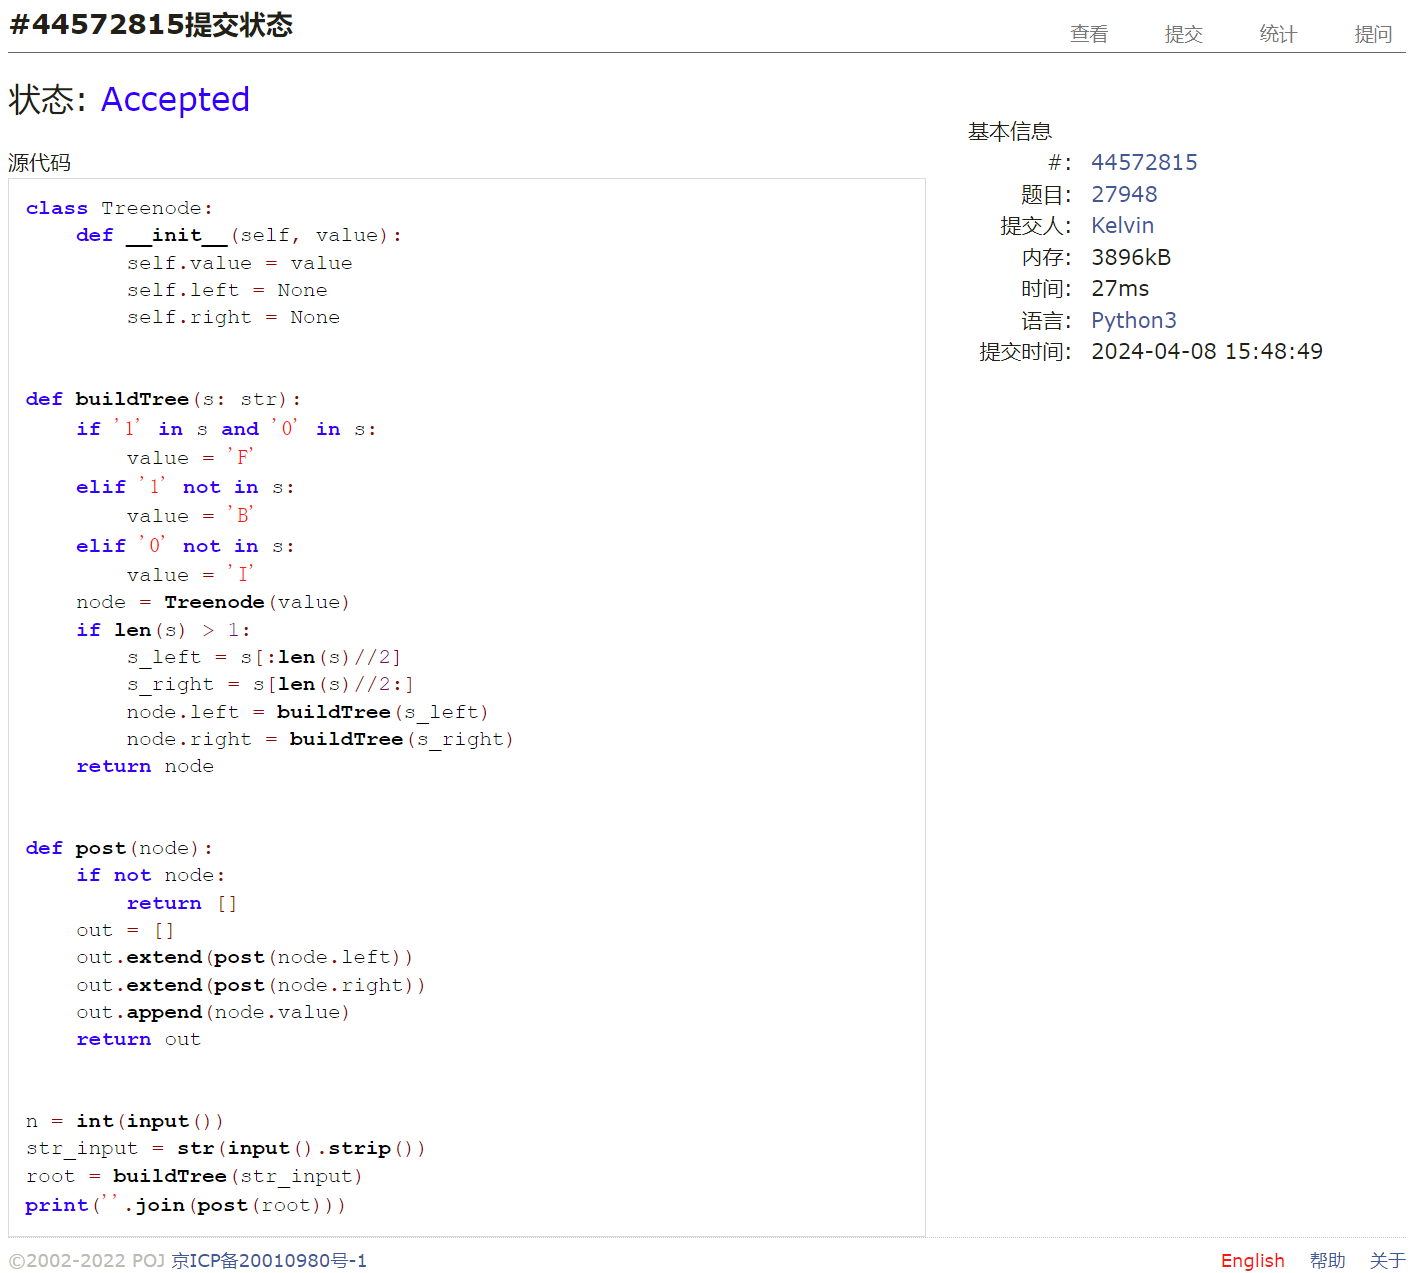 #44572815提交状态
查看 提交 统计 提问
状态: Accepted
源代码
class Treenode:
    def __init__(self, value):
        self.value = value
        self.left = None
        self.right = None
def buildTree(s: str):
    if '1' in s and '0' in s:
        value = 'F'
    elif '1' not in s:
        value = 'B'
    elif '0' not in s:
        value = 'I'
    node = Treenode(value)
    if len(s) > 1:
        s_left = s[:len(s)//2]
        s_right = s[len(s)//2:]
        node.left = buildTree(s_left)
        node.right = buildTree(s_right)
    return node
def post(node):
    if not node:
        return []
    out = []
    out.extend(post(node.left))
    out.extend(post(node.right))
    out.append(node.value)
    return out
n = int(input())
str_input = str(input().strip())
root = buildTree(str_input)
print(''.join(post(root)))
基本信息
#: 44572815
题目: 27948
提交人: Kelvin
内存: 3896kB
时间: 27ms
语言: Python3
提交时间: 2024-04-08 15:48:49
©2002-2022 POJ 京ICP备20010980号-1
English 帮助 关于